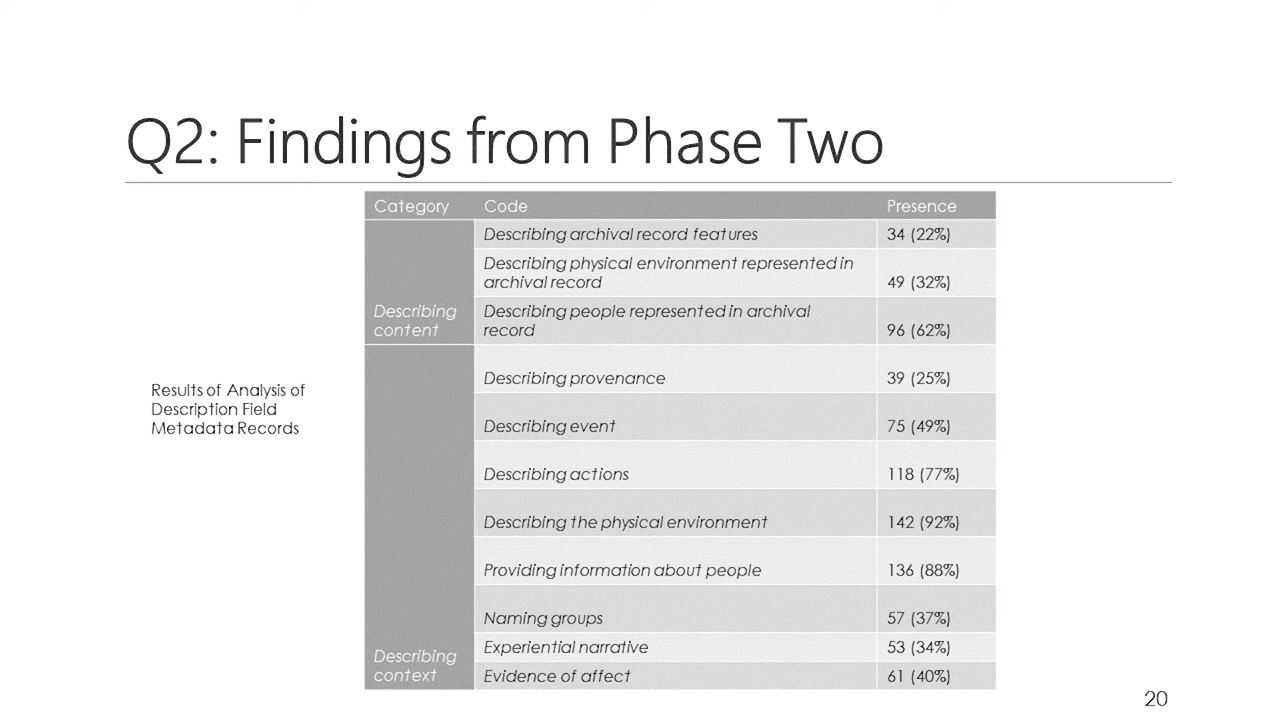 Q2: Findings from Phase Two
Results of Analysis of
Description Field
Metadata Records
Category Code Presence
Describing archival record features 34 (22%)
Describing physical environment represented in
archival record 49 (32%)
Describing
content
Describing people represented in archival
record 96 (62%)
Describing provenance 39 (25%)
Describing event 75 (49%)
Describing actions 118 (77%)
Describing the physical environment 142 (92%)
Providing information about people 136 (88%)
Naming groups 57 (37%)
Describing
context
Experiential narrative 53 (34%)
Evidence of affect 61 (40%)
20